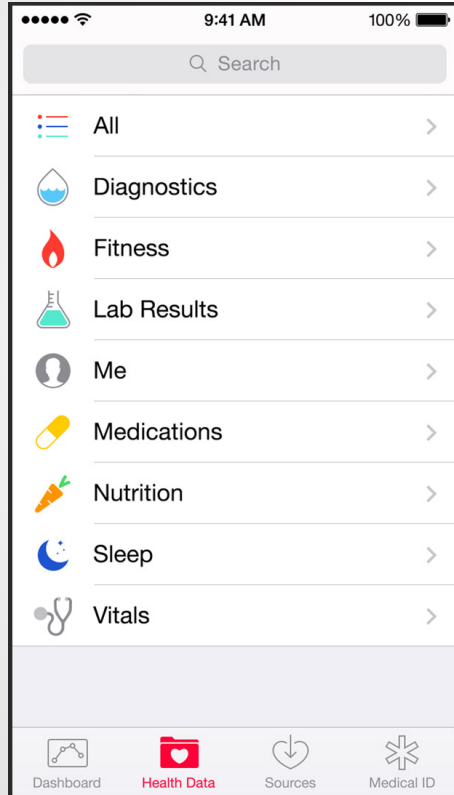 9:41 AM 100%
Search
All
Diagnostics
Fitness
Lab Results
Me
Medications
Nutrition
Sleep
Vitals
Dashboard Health Data Sources Medical ID